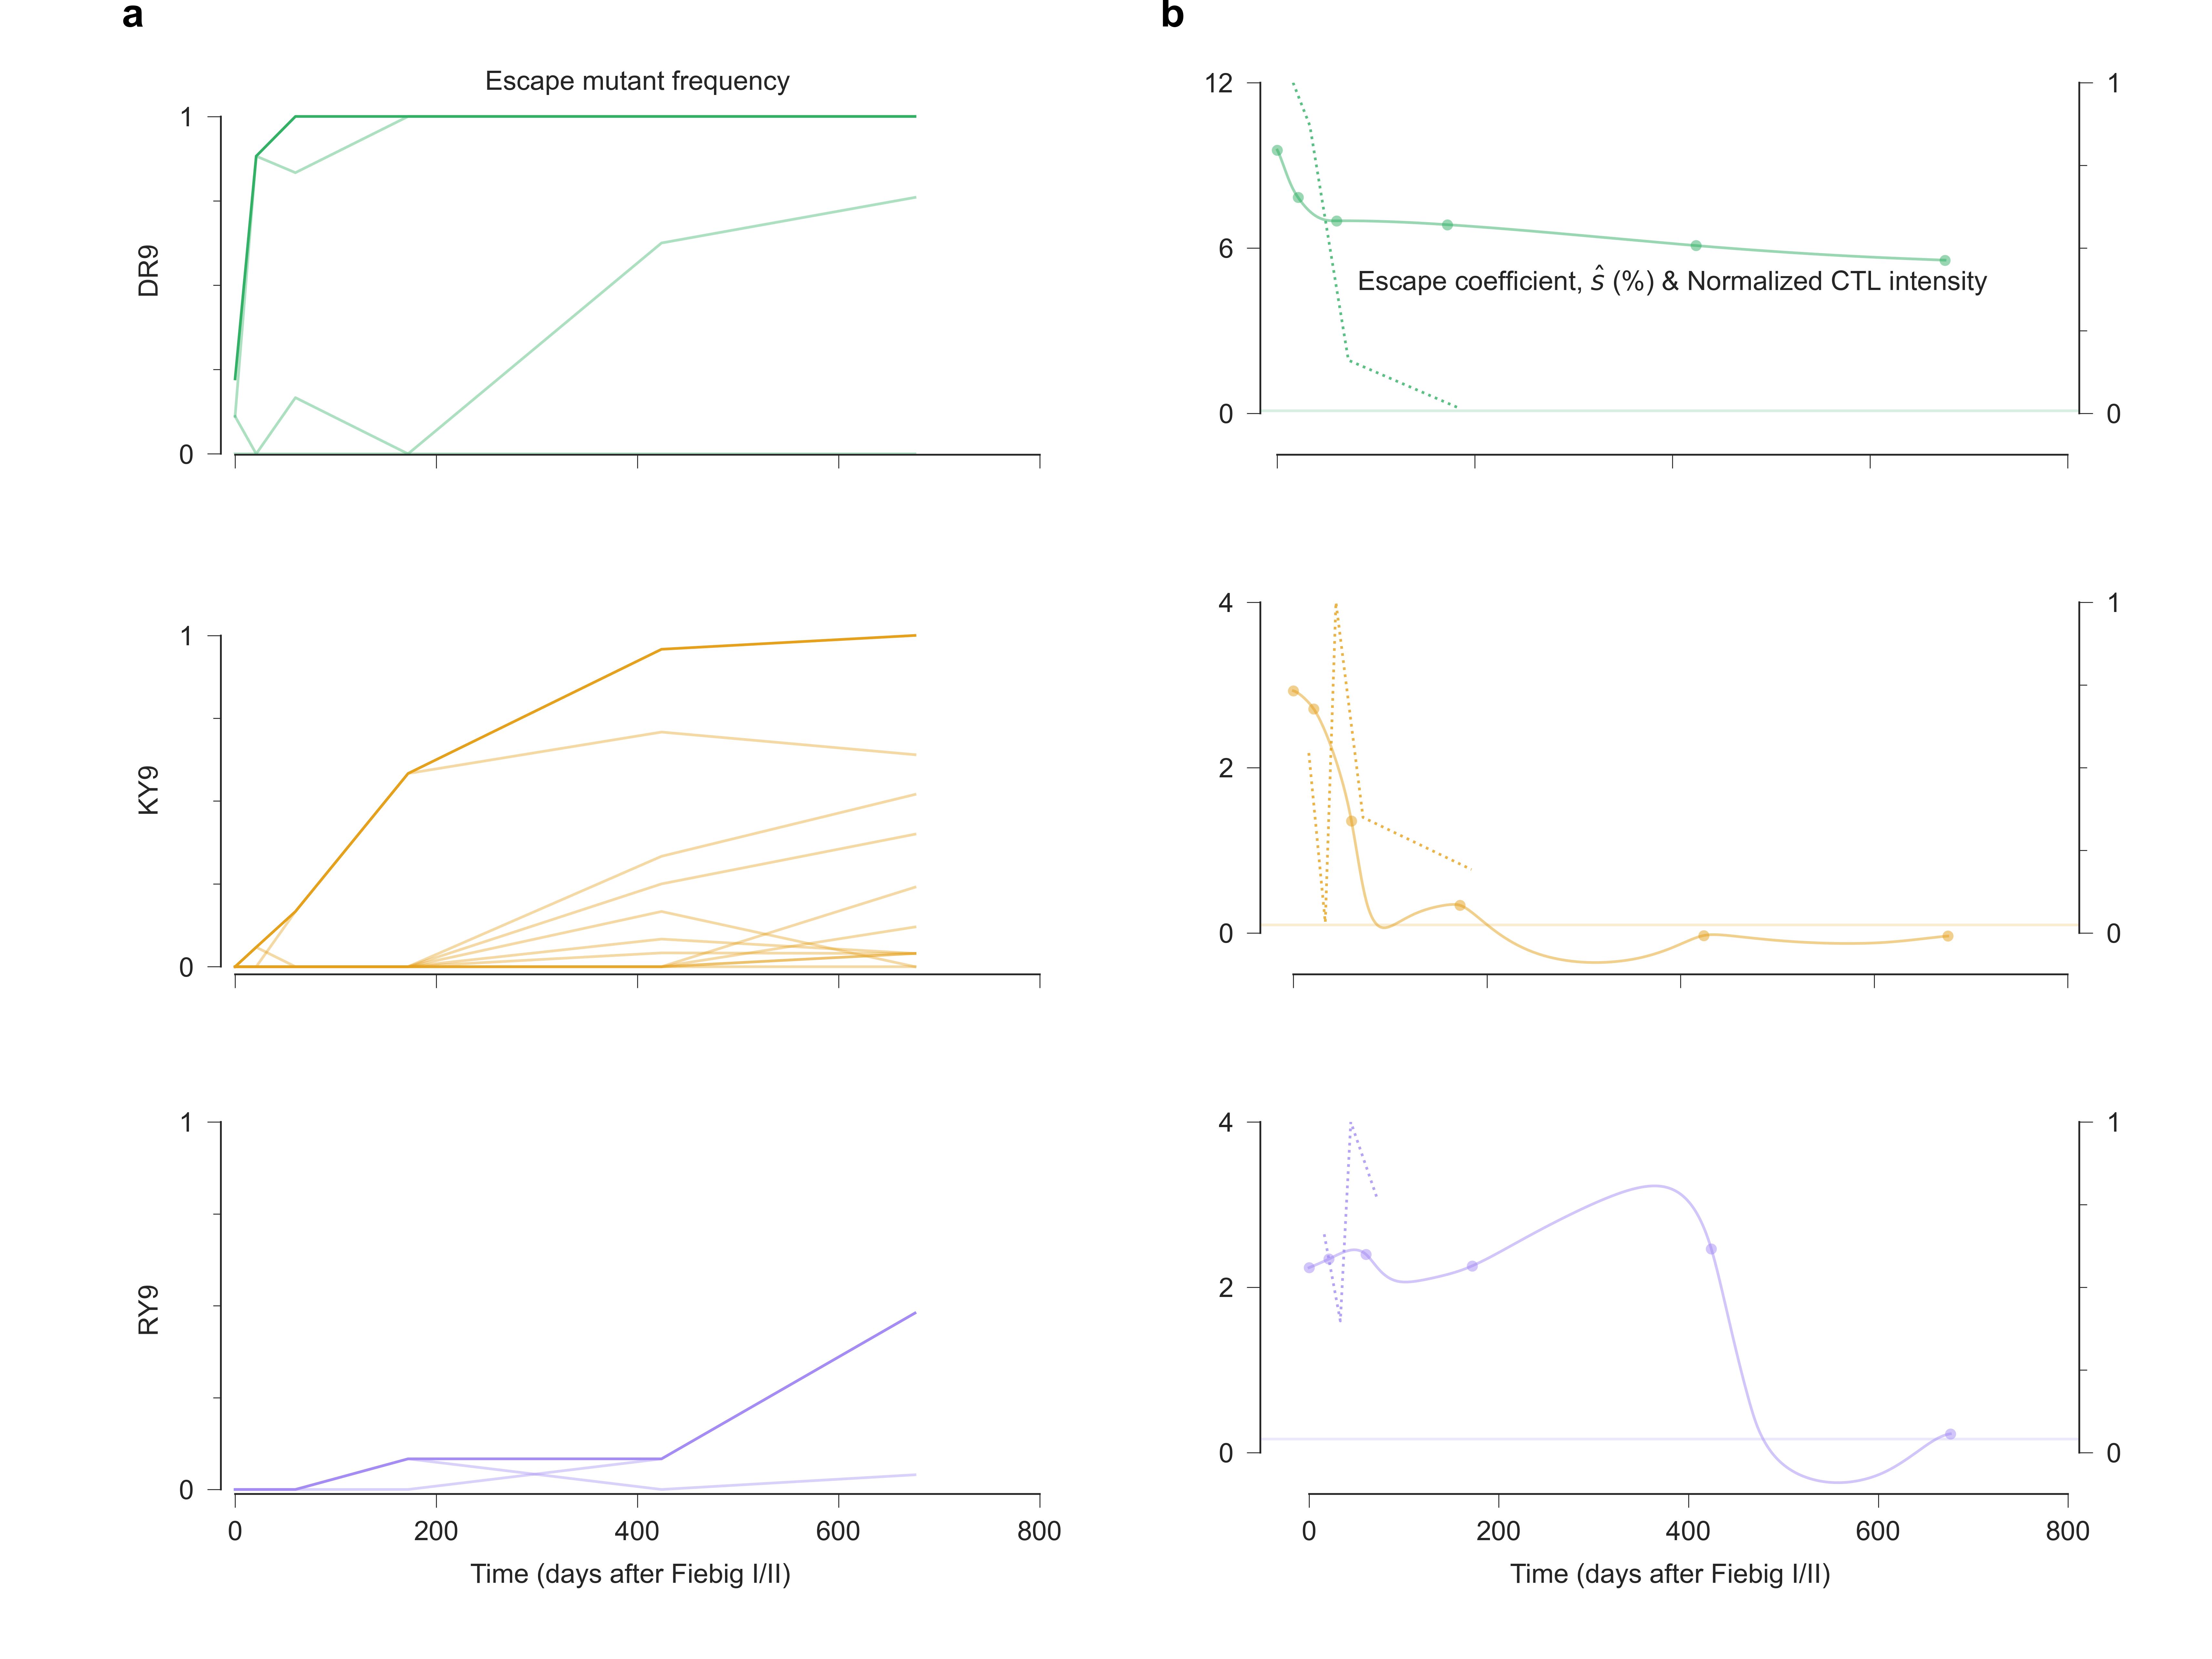 a
b
Escape mutant frequency
1
0
DR9
12
6
0
1
0
Escape coefficient, ŝ (%) & Normalized CTL intensity
1
0
KY9
4
2
0
1
0
1
0
RY9
0 200 400 600 800
Time (days after Fiebig I/II)
4
2
0
1
0
0 200 400 600 800
Time (days after Fiebig I/II)